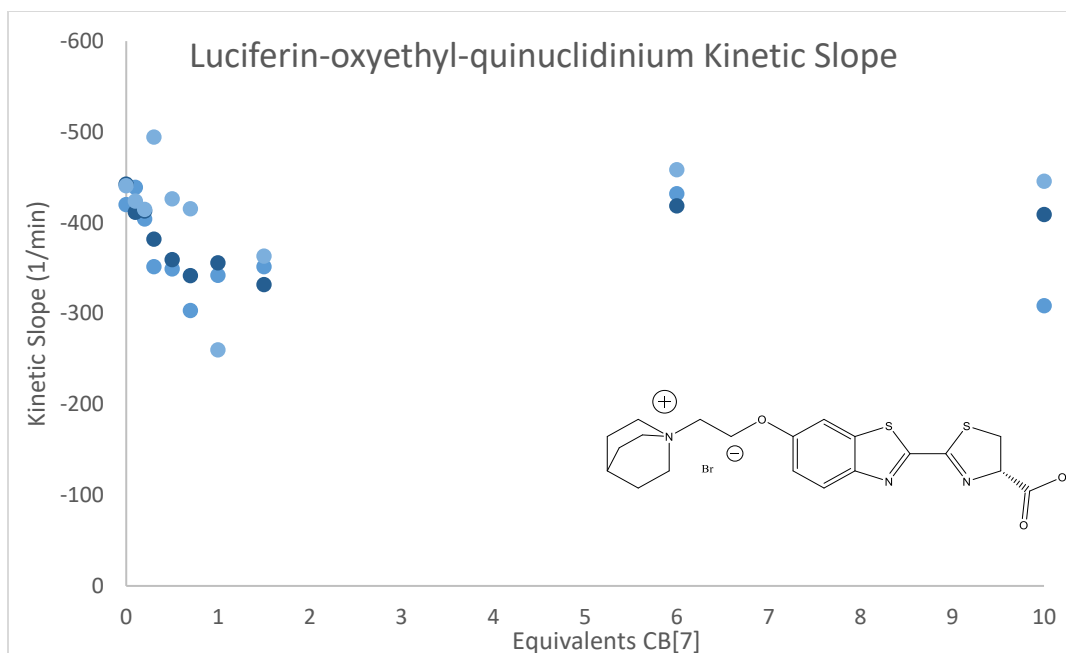 Luciferin-oxyethyl-quinuclidinium Kinetic Slope
Kinetic Slope (1/min)
-600
-500
-400
-300
-200
-100
0
0 1 2 3 4 5 6 7 8 9 10
Equivalents CB[7]
+
N
O
S
S
−
Br
N
N
O
O